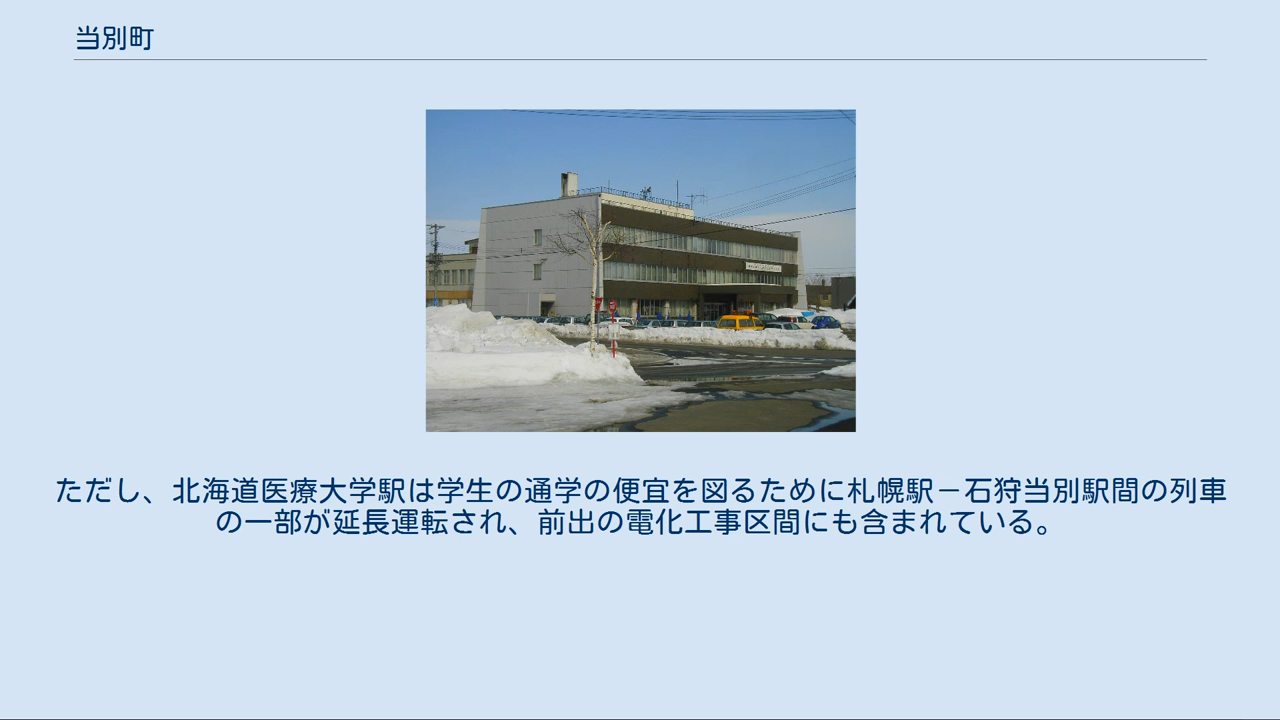 当別町
ただし、北海道医療大学駅は学生の通学の便宜を図るために札幌駅－石狩当別駅間の列車
の一部が延長運転され、前出の電化工事区間にも含まれている。